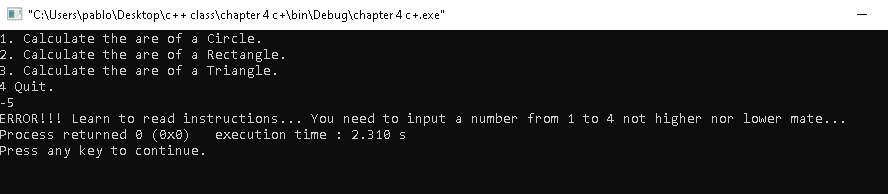 "C:\Users\pablo\Desktop\c++ class\chapter 4 c+\bin\Debug\chapter 4 c+.exe"
1. Calculate the are of a Circle.
2. Calculate the are of a Rectangle.
3. Calculate the are of a Triangle.
4 Quit.
-5
ERROR!!! Learn to read instructions... You need to input a number from 1 to 4 not higher nor lower mate...
Process returned 0 (0x0)   execution time : 2.310 s
Press any key to continue.